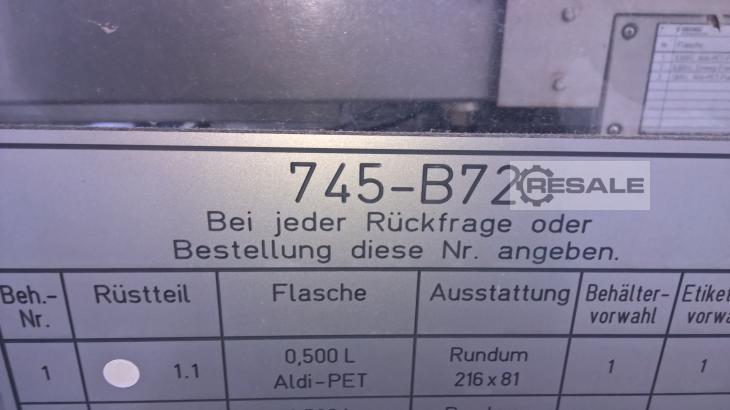 Flasche
745-B72
RESALE
Bei jeder Rückfrage oder
Bestellung diese Nr. angeben.
Beh.-
Nr.
Rüstteil
Flasche
Ausstattung
Behälter-
vorwahl
Etiket
vorwa
1
1.1
0,500 L
Aldi-PET
Rundum
216 x 81
1
1